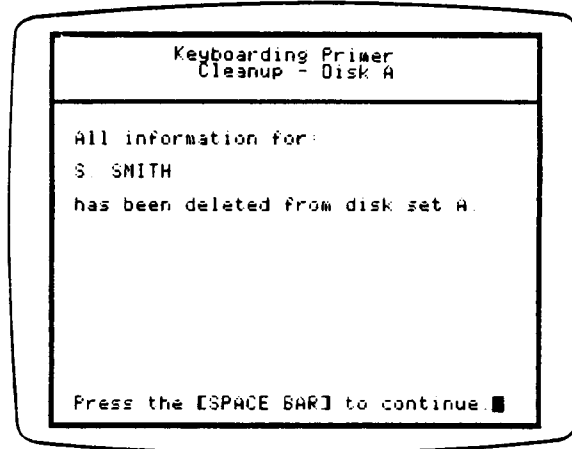 Keyboarding Primer
Cleanup - Disk A
All information for:
S. SMITH
has been deleted from disk set A.
Press the [SPACE BAR] to continue.